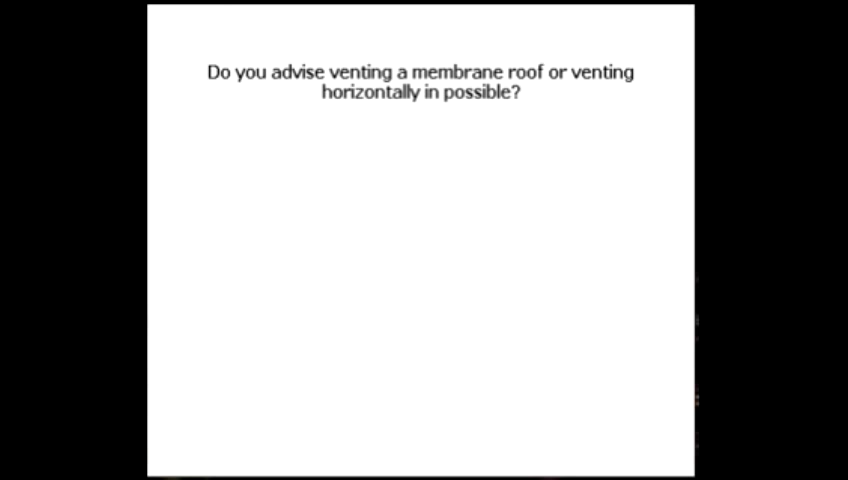 Do you advise venting a membrane roof or venting
horizontally in possible?